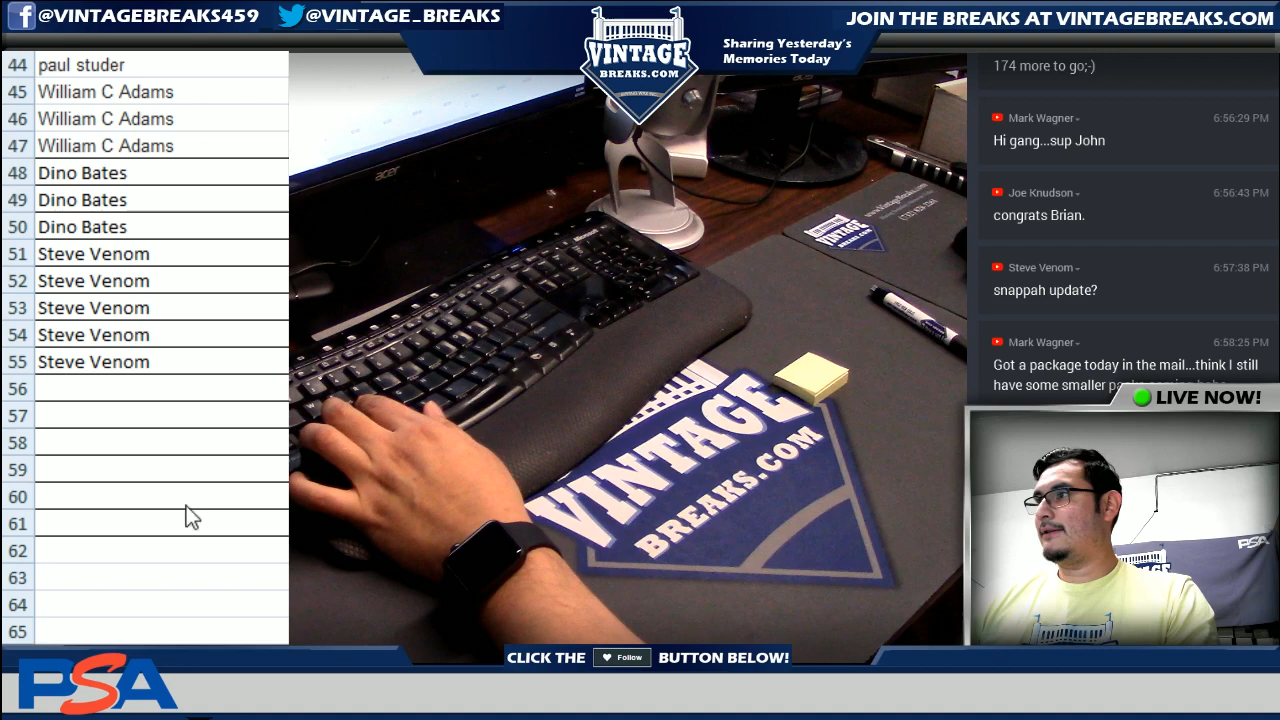 @VINTAGEBREAKS459
@VINTAGE_BREAKS
VINTAGE
BREAKS.COM
Sharing Yesterday's
Memories Today
JOIN THE BREAKS AT VINTAGEBREAKS.COM
44 paul studer
45 William C Adams
46 William C Adams
47 William C Adams
48 Dino Bates
49 Dino Bates
50 Dino Bates
51 Steve Venom
52 Steve Venom
53 Steve Venom
54 Steve Venom
55 Steve Venom
56
57
58
59
60
61
62
63
64
65
acer
Microsoft
VINTAGE
BREAKS.COM
VINTAGE
BREAKS.COM
174 more to go;-)
Mark Wagner 6:56:29 PM
Hi gang...sup John
Joe Knudson 6:56:43 PM
congrats Brian.
Steve Venom 6:57:38 PM
snappah update?
Mark Wagner 6:58:25 PM
Got a package today in the mail...think I still
have some smaller
LIVE NOW!
PSA
CLICK THE Follow BUTTON BELOW!
PSA